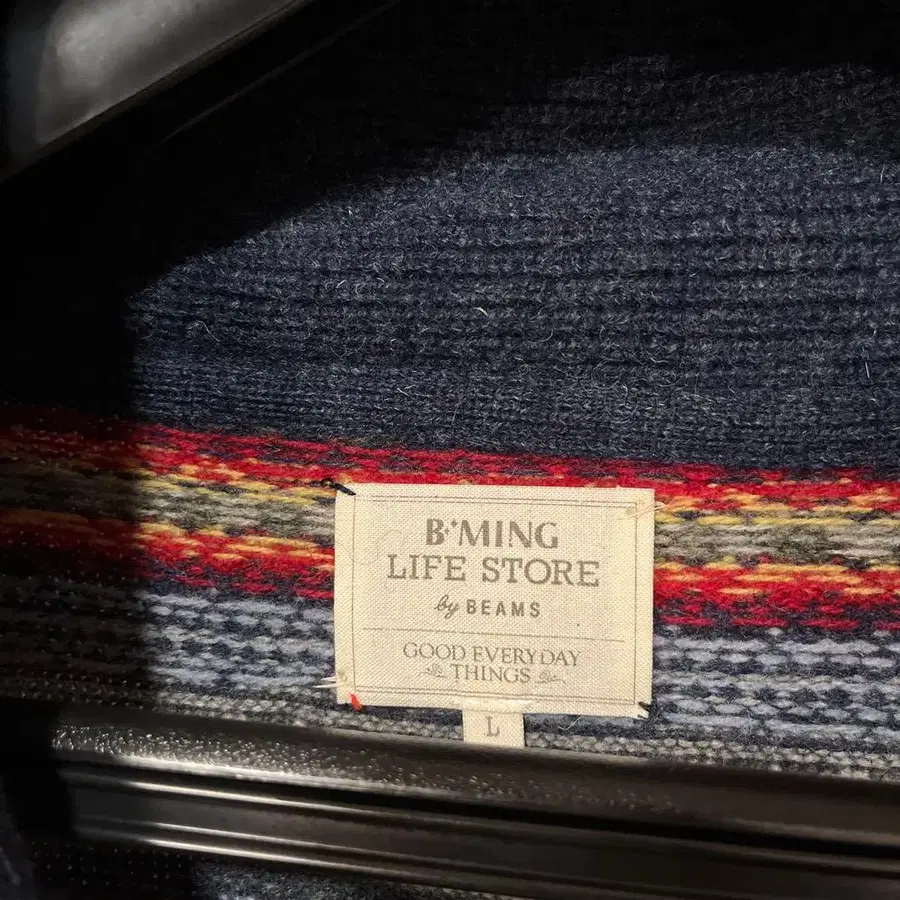 B:MING
LIFE STORE
by BEAMS
GOOD EVERYDAY
THINGS
L